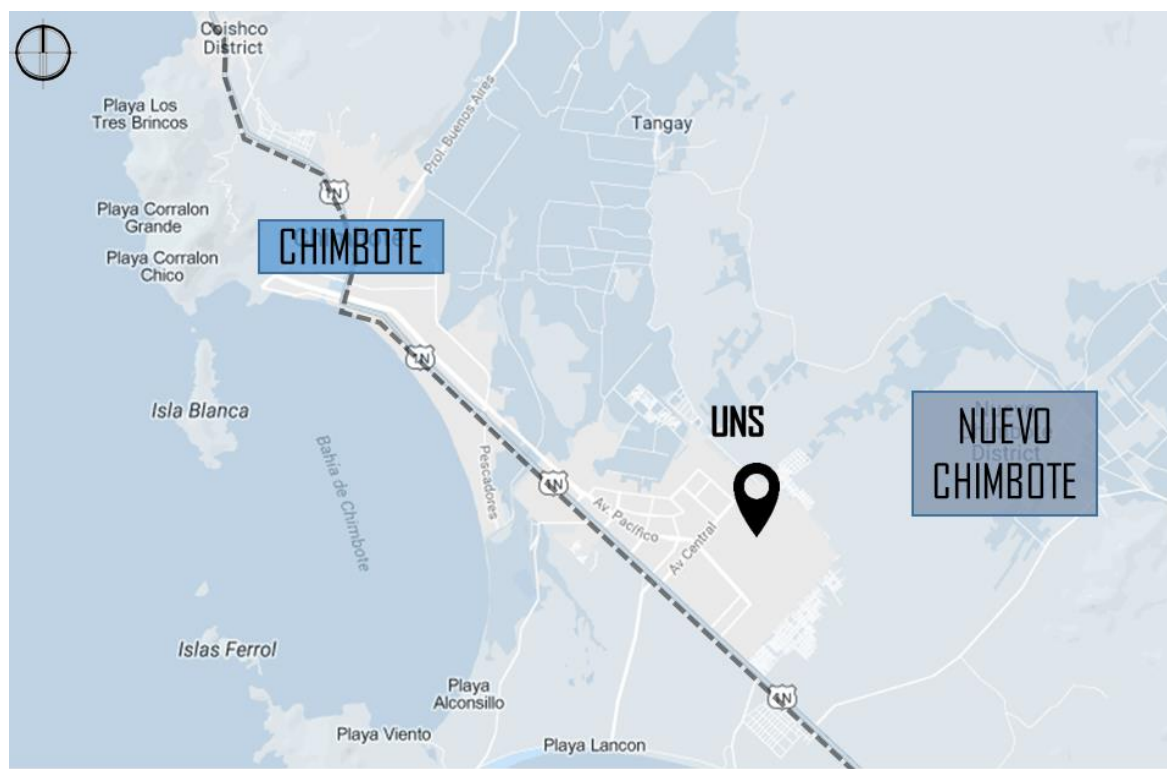 Coishco
District
Playa Los
Tres Brincos
Prol. Buenos Aires
Tangay
1N
Playa Corralon
Grande
CHIMBOTE
Playa Corralon
Chico
1N
Isla Blanca
UNS
NUEVO
CHIMBOTE
District
Bahía de Chimbote
Pescadores
1N
Av. Pacífico
Av Central
Islas Ferrol
Playa
Alconsillo
1N
Playa Viento
Playa Lancon